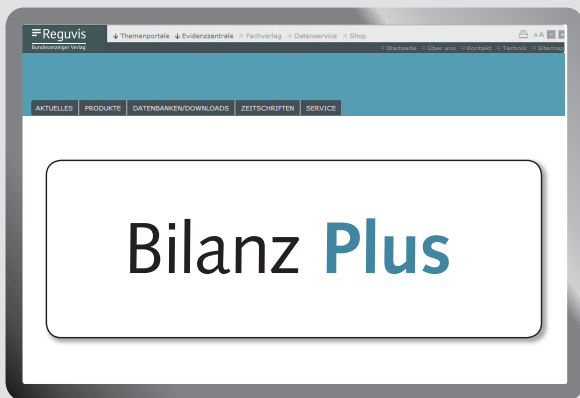 Reguvis
Bundesanzeiger Verlag
↓ Themenportale ↓ Evidenzzentrale » Fachverlag » Datenservice » Shop
AA
» Startseite » Über uns » Kontakt » Technik » Sitemap
AKTUELLES PRODUKTE DATENBANKEN/DOWNLOADS ZEITSCHRIFTEN SERVICE
Bilanz Plus